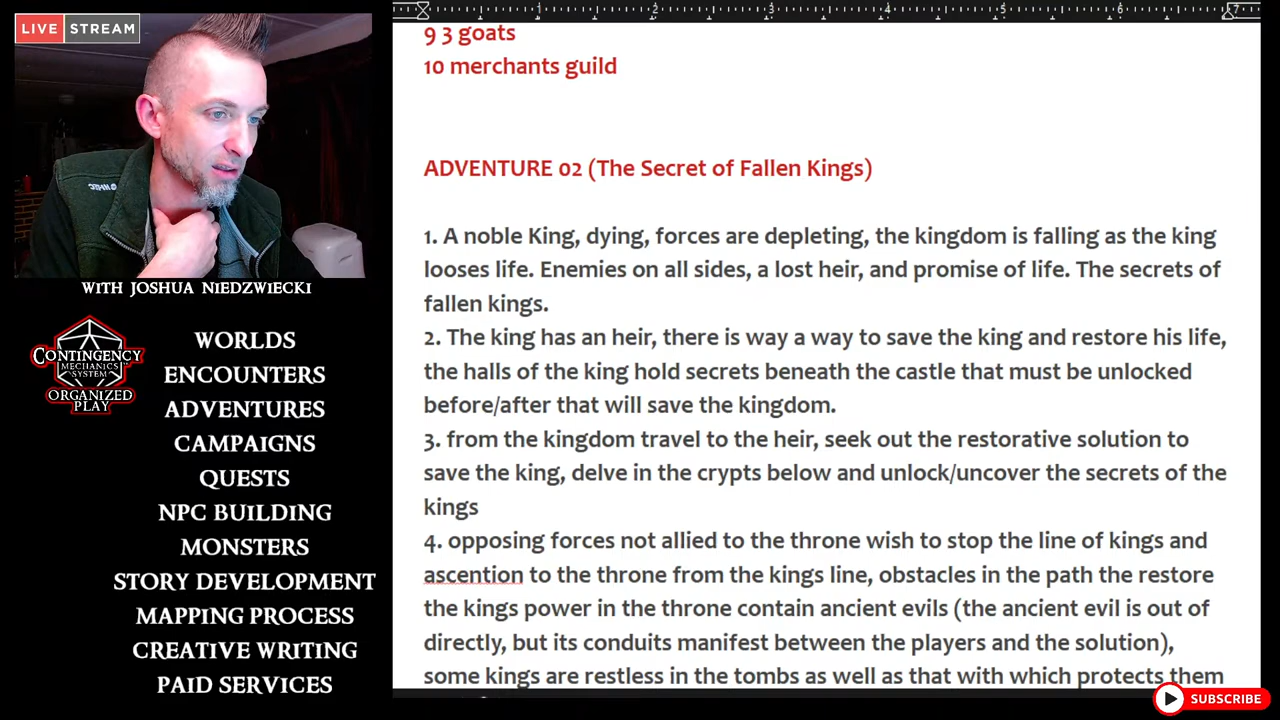 LIVE STREAM
WITH JOSHUA NIEDZWIECKI
CONTINGENCY
MECHANICS
SYSTEM
ORGANIZED
PLAY
WORLDS
ENCOUNTERS
ADVENTURES
CAMPAIGNS
QUESTS
NPC BUILDING
MONSTERS
STORY DEVELOPMENT
MAPPING PROCESS
CREATIVE WRITING
PAID SERVICES
1 2 3 4 5 6 7
9 3 goats
10 merchants guild
ADVENTURE 02 (The Secret of Fallen Kings)
1. A noble King, dying, forces are depleting, the kingdom is falling as the king
looses life. Enemies on all sides, a lost heir, and promise of life. The secrets of
fallen kings.
2. The king has an heir, there is way a way to save the king and restore his life,
the halls of the king hold secrets beneath the castle that must be unlocked
before/after that will save the kingdom.
3. from the kingdom travel to the heir, seek out the restorative solution to
save the king, delve in the crypts below and unlock/uncover the secrets of the
kings
4. opposing forces not allied to the throne wish to stop the line of kings and
ascention to the throne from the kings line, obstacles in the path the restore
the kings power in the throne contain ancient evils (the ancient evil is out of
directly, but its conduits manifest between the players and the solution),
some kings are restless in the tombs as well as that with which protects them
SUBSCRIBE